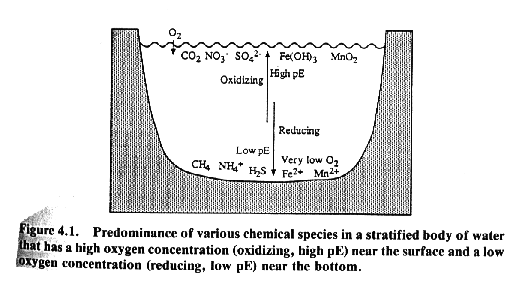 O₂
CO₂ NO₃⁻ SO₄²⁻ Fe(OH)₃ MnO₂
Oxidizing High pE
Reducing
Low pE
Very low O₂
CH₄ NH₄⁺ H₂S Fe²⁺ Mn²⁺
Figure 4.1. Predominance of various chemical species in a stratified body of water
that has a high oxygen concentration (oxidizing, high pE) near the surface and a low
oxygen concentration (reducing, low pE) near the bottom.